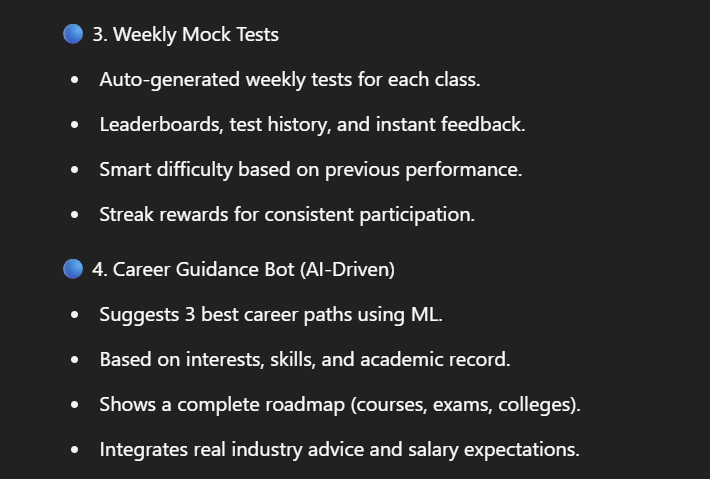 3. Weekly Mock Tests
• Auto-generated weekly tests for each class.
• Leaderboards, test history, and instant feedback.
• Smart difficulty based on previous performance.
• Streak rewards for consistent participation.
4. Career Guidance Bot (AI-Driven)
• Suggests 3 best career paths using ML.
• Based on interests, skills, and academic record.
• Shows a complete roadmap (courses, exams, colleges).
• Integrates real industry advice and salary expectations.